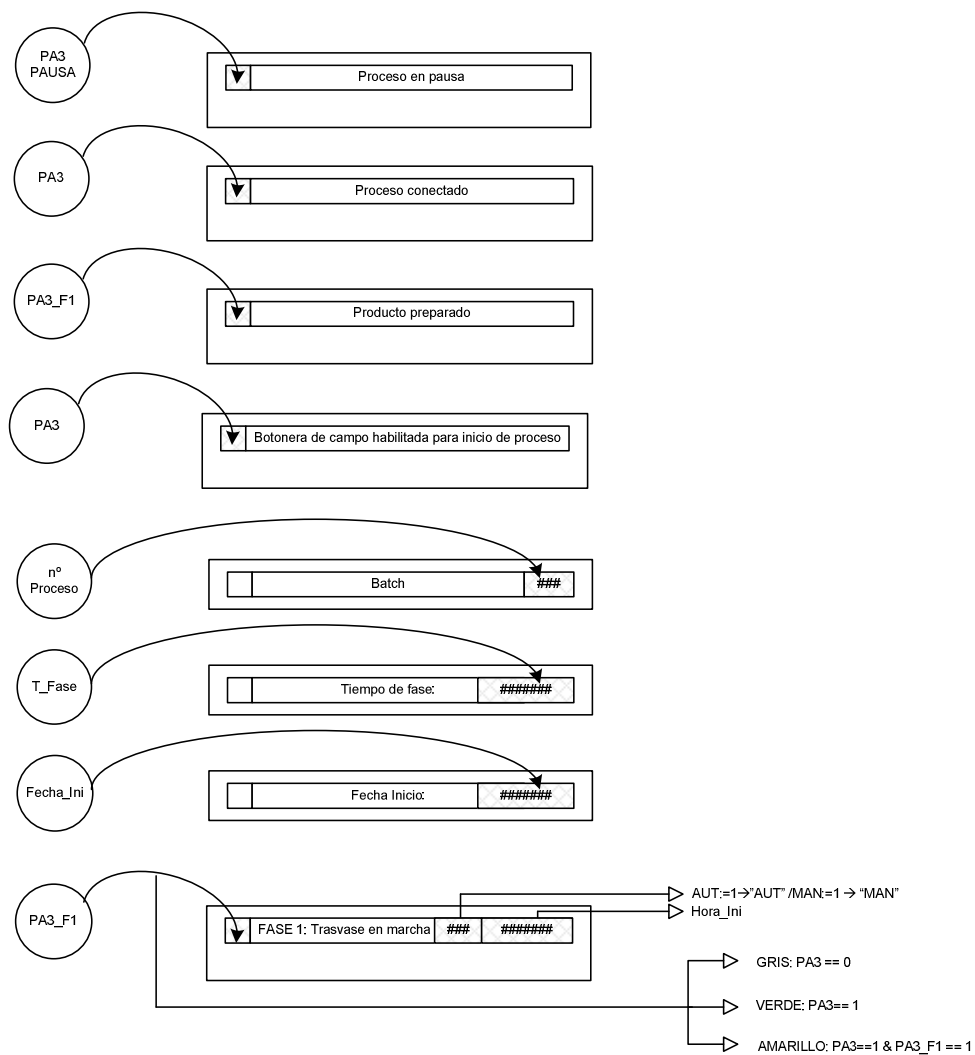 PA3
PAUSA
Proceso en pausa
PA3
Proceso conectado
PA3_F1
Producto preparado
PA3
Botonera de campo habilitada para inicio de proceso
nº
Proceso
Batch
###
T_Fase
Tiempo de fase:
#######
Fecha_Ini
Fecha Inicio:
#######
PA3_F1
FASE 1: Trasvase en marcha
###
#######
AUT:=1→”AUT” /MAN:=1 → “MAN”
Hora_Ini
GRIS: PA3 == 0
VERDE: PA3== 1
AMARILLO: PA3==1 & PA3_F1 == 1